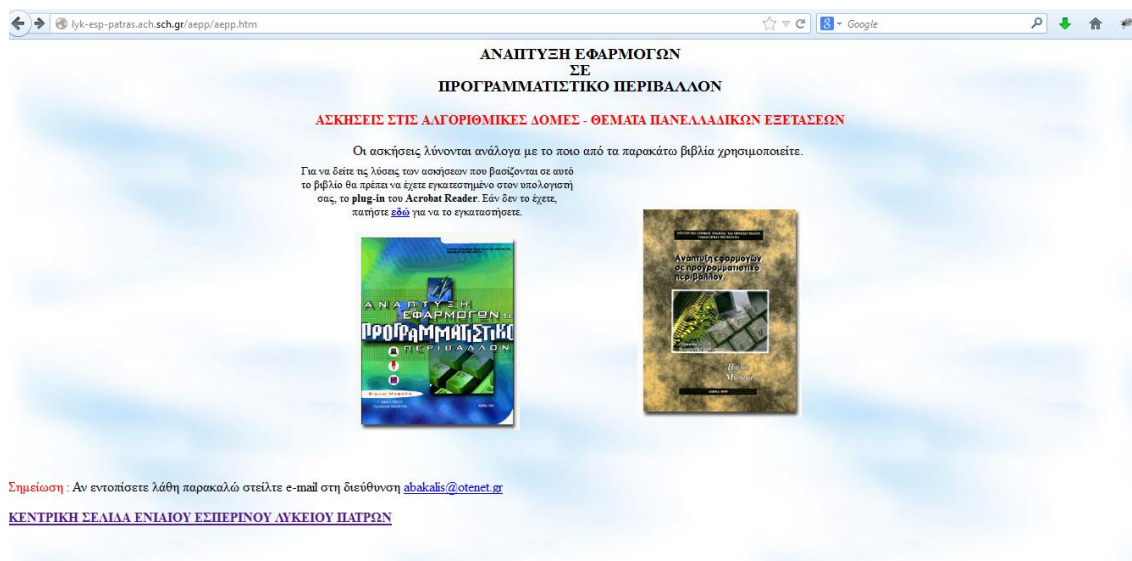 lyk-esp-patras.ach.sch.gr/aepp/aepp.htm
Google
ΑΝΑΠΤΥΞΗ ΕΦΑΡΜΟΓΩΝ
ΣΕ
ΠΡΟΓΡΑΜΜΑΤΙΣΤΙΚΟ ΠΕΡΙΒΑΛΛΟΝ
ΑΣΚΗΣΕΙΣ ΣΤΙΣ ΑΛΓΟΡΙΘΜΙΚΕΣ ΔΟΜΕΣ - ΘΕΜΑΤΑ ΠΑΝΕΛΛΑΔΙΚΩΝ ΕΞΕΤΑΣΕΩΝ
Οι ασκήσεις λύνονται ανάλογα με το ποιο από τα παρακάτω βιβλία χρησιμοποιείτε.
Για να δείτε τις λύσεις των ασκήσεων που βασίζονται σε αυτό
το βιβλίο θα πρέπει να έχετε εγκατεστημένο στον υπολογιστή
σας, το plug-in του Acrobat Reader. Εάν δεν το έχετε,
πατήστε εδώ για να το εγκαταστήσετε.
ΑΝΑΠΤΥΞΗ
ΕΦΑΡΜΟΓΩΝ ΣΕ
ΠΡΟΓΡΑΜΜΑΤΙΣΤΙΚΟ
ΠΕΡΙΒΑΛΛΟΝ
Ανάπτυξη εφαρμογών
σε προγραμματιστικό
περιβάλλον
Σημείωση : Αν εντοπίσετε λάθη παρακαλώ στείλτε e-mail στη διεύθυνση abakalis@otenet.gr
ΚΕΝΤΡΙΚΗ ΣΕΛΙΔΑ ΕΝΙΑΙΟΥ ΕΣΠΕΡΙΝΟΥ ΛΥΚΕΙΟΥ ΠΑΤΡΩΝ